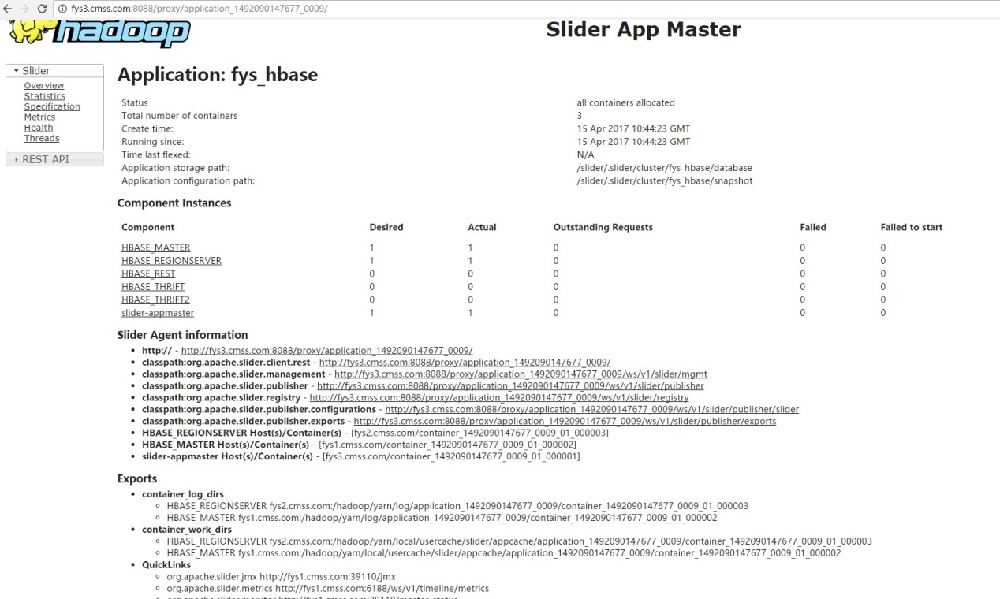 fys3.cmss.com:8088/proxy/application_1492090147677_0009/
hadoop
Slider App Master
Slider
Overview
Statistics
Specification
Metrics
Health
Threads
REST API
Application: fys_hbase
Status all containers allocated
Total number of containers 3
Create time: 15 Apr 2017 10:44:23 GMT
Running since: 15 Apr 2017 10:44:23 GMT
Time last flexed: N/A
Application storage path: /slider/.slider/cluster/fys_hbase/database
Application configuration path: /slider/.slider/cluster/fys_hbase/snapshot
Component Instances
Component Desired Actual Outstanding Requests Failed Failed to start
HBASE_MASTER 1 1 0 0 0
HBASE_REGIONSERVER 1 1 0 0 0
HBASE_REST 0 0 0 0 0
HBASE_THRIFT 0 0 0 0 0
HBASE_THRIFT2 0 0 0 0 0
slider-appmaster 1 1 0 0 0
Slider Agent information
http:// - http://fys3.cmss.com:8088/proxy/application_1492090147677_0009/
classpath:org.apache.slider.client.rest - http://fys3.cmss.com:8088/proxy/application_1492090147677_0009/
classpath:org.apache.slider.management - http://fys3.cmss.com:8088/proxy/application_1492090147677_0009/ws/v1/slider/mgmt
classpath:org.apache.slider.publisher - http://fys3.cmss.com:8088/proxy/application_1492090147677_0009/ws/v1/slider/publisher
classpath:org.apache.slider.registry - http://fys3.cmss.com:8088/proxy/application_1492090147677_0009/ws/v1/slider/registry
classpath:org.apache.slider.publisher.configurations - http://fys3.cmss.com:8088/proxy/application_1492090147677_0009/ws/v1/slider/publisher/slider
classpath:org.apache.slider.publisher.exports - http://fys3.cmss.com:8088/proxy/application_1492090147677_0009/ws/v1/slider/publisher/exports
HBASE_REGIONSERVER Host(s)/Container(s) - [fys2.cmss.com/container_1492090147677_0009_01_000003]
HBASE_MASTER Host(s)/Container(s) - [fys1.cmss.com/container_1492090147677_0009_01_000002]
slider-appmaster Host(s)/Container(s) - [fys3.cmss.com/container_1492090147677_0009_01_000001]
Exports
container_log_dirs
HBASE_REGIONSERVER fys2.cmss.com:/hadoop/yarn/log/application_1492090147677_0009/container_1492090147677_0009_01_000003
HBASE_MASTER fys1.cmss.com:/hadoop/yarn/log/application_1492090147677_0009/container_1492090147677_0009_01_000002
container_work_dirs
HBASE_REGIONSERVER fys2.cmss.com:/hadoop/yarn/local/usercache/slider/appcache/application_1492090147677_0009/container_1492090147677_0009_01_000003
HBASE_MASTER fys1.cmss.com:/hadoop/yarn/local/usercache/slider/appcache/application_1492090147677_0009/container_1492090147677_0009_01_000002
QuickLinks
org.apache.slider.jmx http://fys1.cmss.com:39110/jmx
org.apache.slider.metrics http://fys1.cmss.com:6188/ws/v1/timeline/metrics